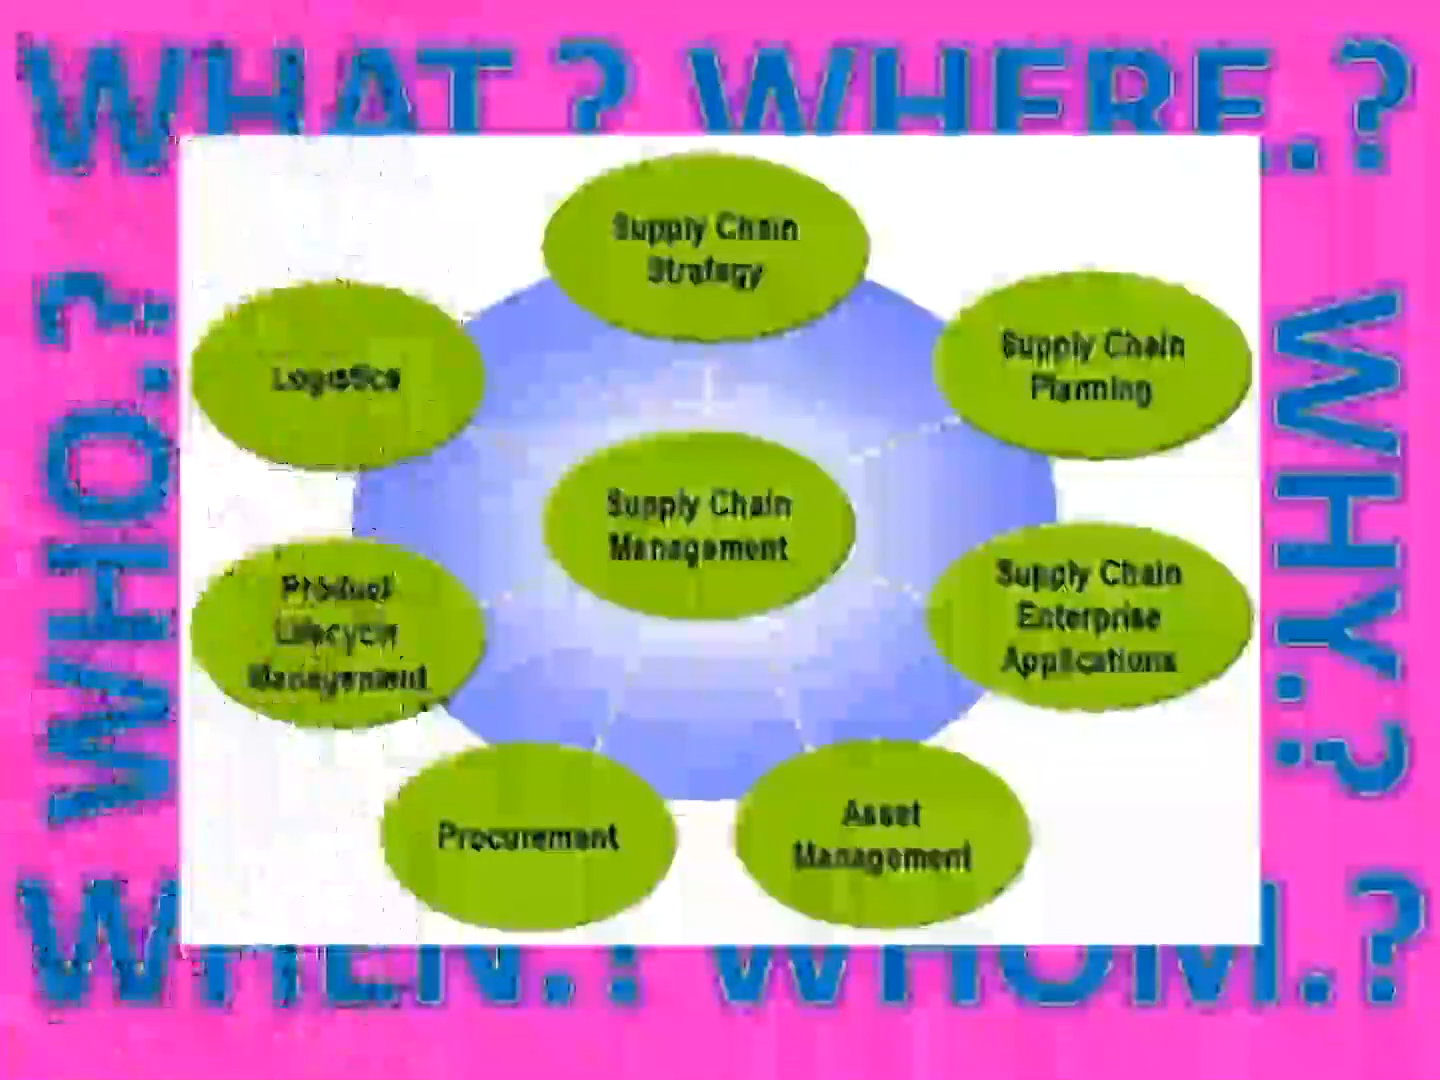 WHAT ? WHERE.?
WHO.?
WHY.?
Supply Chain
Strategy
Logistics
Supply Chain
Planning
Supply Chain
Management
Product
Lifecycle
Management
Supply Chain
Enterprise
Applications
Procurement
Asset
Management
WHEN.? WHOM.?